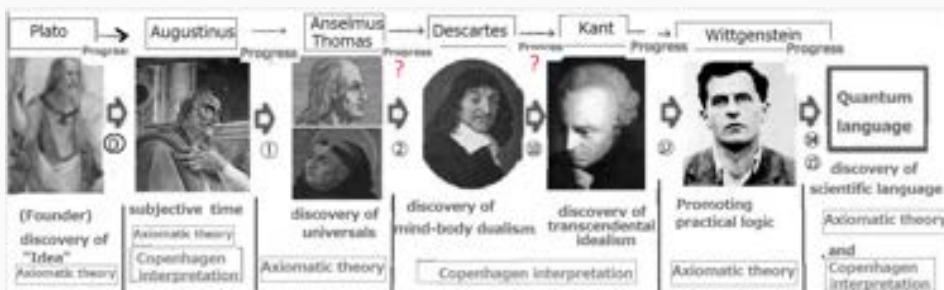 Plato
Progress
Augustinus
Progress
Anselmus
Thomas
Progress
?
Descartes
Progress
?
Kant
Progress
Wittgenstein
Progress
⓪
①
②
Quantum
language
(Founder)
discovery of
"Idea"
Axiomatic theory
subjective time
Axiomatic theory
Copenhagen
interpretation
discovery of
universals
Axiomatic theory
discovery of
mind-body dualism
discovery of
transcendental
idealism
Copenhagen interpretation
Promoting
practical logic
Axiomatic theory
discovery of
scientific language
Axiomatic theory
and
Copenhagen
interpretation